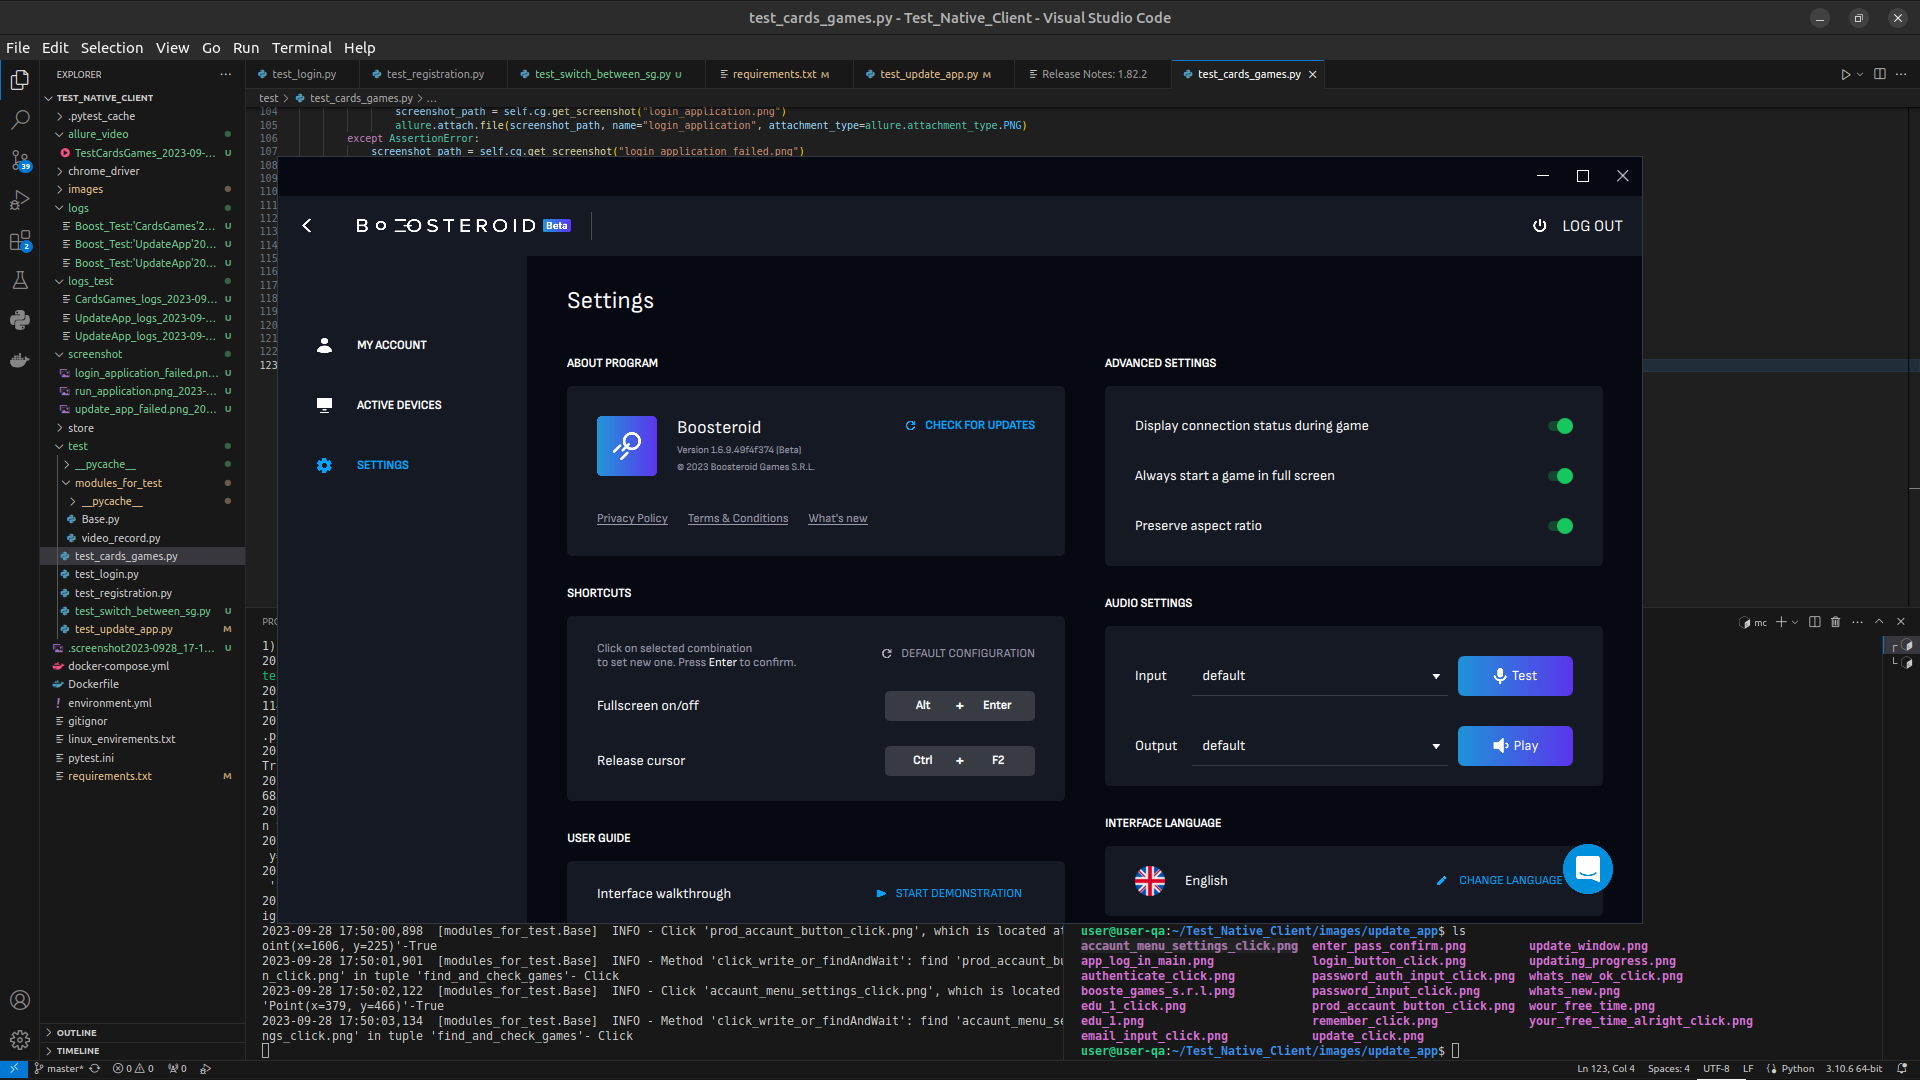 test_cards_games.py - Test_Native_Client - Visual Studio Code
File Edit Selection View Go Run Terminal Help
EXPLORER
test_login.py
test_registration.py
test_switch_between_sg.py U
requirements.txt M
test_update_app.py M
Release Notes: 1.82.2
test_cards_games.py
TEST_NATIVE_CLIENT
.pytest_cache
allure_video
TestCardsGames_2023-09-... U
chrome_driver
images
logs
Boost_Test:'CardsGames'2... U
Boost_Test:'UpdateApp'20... U
Boost_Test:'UpdateApp'20... U
logs_test
CardsGames_logs_2023-09... U
UpdateApp_logs_2023-09-... U
UpdateApp_logs_2023-09-... U
screenshot
login_application_failed.pn... U
run_application.png_2023-... U
update_app_failed.png_20... U
store
test
__pycache__
modules_for_test
__pycache__
Base.py
video_record.py
test_cards_games.py
test_login.py
test_registration.py
test_switch_between_sg.py U
test_update_app.py M
.screenshot2023-0928_17-1... U
docker-compose.yml
Dockerfile
environment.yml
gitignor
linux_envirements.txt
pytest.ini
requirements.txt M
OUTLINE
TIMELINE
39
2
test > test_cards_games.py > ...
104 screenshot_path = self.cg.get_screenshot("login_application.png")
105 allure.attach.file(screenshot_path, name="login_application", attachment_type=allure.attachment_type.PNG)
106 except AssertionError:
107 screenshot_path = self.cg.get_screenshot("login_application_failed.png")
108
109
110
111
112
113
114
115
116
117
118
119
120
121
122
123
BOOSTEROID Beta
LOG OUT
MY ACCOUNT
ACTIVE DEVICES
SETTINGS
Settings
ABOUT PROGRAM
Boosteroid
CHECK FOR UPDATES
Version 1.6.9.49f4f374 (Beta)
© 2023 Boosteroid Games S.R.L.
Privacy Policy Terms & Conditions What's new
SHORTCUTS
Click on selected combination
to set new one. Press Enter to confirm.
DEFAULT CONFIGURATION
Fullscreen on/off Alt + Enter
Release cursor Ctrl + F2
USER GUIDE
Interface walkthrough START DEMONSTRATION
ADVANCED SETTINGS
Display connection status during game
Always start a game in full screen
Preserve aspect ratio
AUDIO SETTINGS
Input default Test
Output default Play
INTERFACE LANGUAGE
English CHANGE LANGUAGE
mc
1)
20
te
20
11
20
.p
20
Tr
20
68
20
n
20
y
20
'
20
ig
2023-09-28 17:50:00,898 [modules_for_test.Base] INFO - Click 'prod_accaunt_button_click.png', which is located at
oint(x=1606, y=225)'-True
2023-09-28 17:50:01,901 [modules_for_test.Base] INFO - Method 'click_write_or_findAndWait': find 'prod_accaunt_bu
n_click.png' in tuple 'find_and_check_games'- Click
2023-09-28 17:50:02,122 [modules_for_test.Base] INFO - Click 'accaunt_menu_settings_click.png', which is located
'Point(x=379, y=466)'-True
2023-09-28 17:50:03,134 [modules_for_test.Base] INFO - Method 'click_write_or_findAndWait': find 'accaunt_menu_se
ngs_click.png' in tuple 'find_and_check_games'- Click
user@user-qa:~/Test_Native_Client/images/update_app$ ls
accaunt_menu_settings_click.png enter_pass_confirm.png update_window.png
app_log_in_main.png login_button_click.png updating_progress.png
authenticate_click.png password_auth_input_click.png whats_new_ok_click.png
booste_games_s.r.l.png password_input_click.png whats_new.png
edu_1_click.png prod_accaunt_button_click.png wour_free_time.png
edu_1.png remember_click.png your_free_time_alright_click.png
email_input_click.png update_click.png
user@user-qa:~/Test_Native_Client/images/update_app$
master* 0 0 0
Ln 123, Col 4 Spaces: 4 UTF-8 LF Python 3.10.6 64-bit